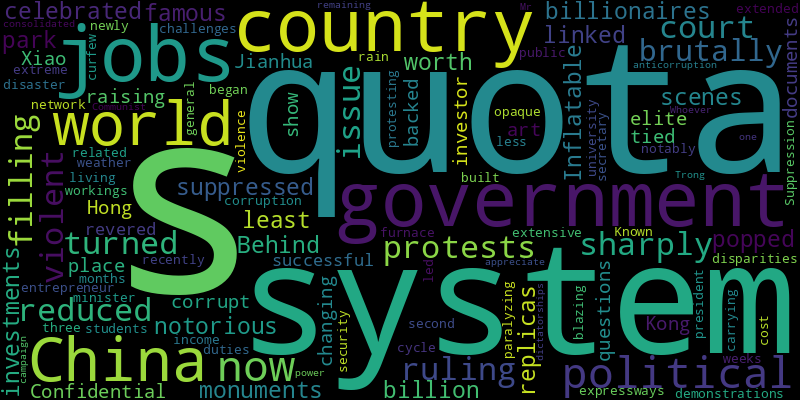 celebrated famous remaining Mr billionaires extended
consolidated newly challenges country linked court
park curfew jobs brutally documents
Xiao Jianhua rain worth public anticorruption
extreme disaster raising general began show issue protesting backed investor Inflatable scenes
network Communist quota opaque elite Whoever
world violence art tied notably one
filling related less university secretary
weather S Trong Suppression
violent living suppressed built
workings corruption government
Hong least furnace extensive Known popped
revered turned Behind protests sharply disparities
place recently successful led appreciate
months system
entrepreneur minister corrupt changing paralyzing dictatorships blazing questions president carrying
investments reduced notorious security second replicas Kong cost
three students
campaign China income now cycle weeks
duties power ruling political
Confidential monuments billion expressways demonstrations